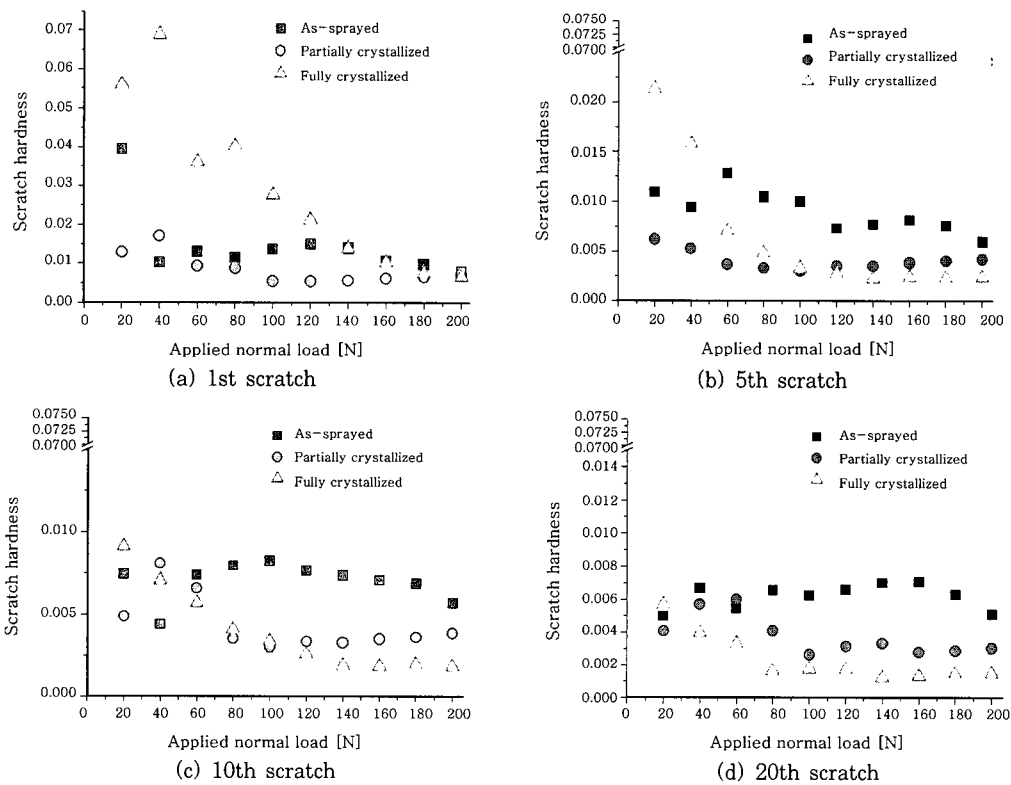 0.07
0.06
0.05
0.04
0.03
0.02
0.01
0.00
Scratch hardness
As-sprayed
Partially crystallized
Fully crystallized
0 20 40 60 80 100 120 140 160 180 200
Applied normal load [N]
(a) 1st scratch
0.0750
0.0725
0.0700
0.020
0.015
0.010
0.005
0.000
Scratch hardness
As-sprayed
Partially crystallized
Fully crystallized
0 20 40 60 80 100 120 140 160 180 200
Applied normal load [N]
(b) 5th scratch
0.0750
0.0725
0.0700
0.010
0.005
0.000
Scratch hardness
As-sprayed
Partially crystallized
Fully crystallized
0 20 40 60 80 100 120 140 160 180 200
Applied normal load [N]
(c) 10th scratch
0.0750
0.0725
0.0700
0.014
0.012
0.010
0.008
0.006
0.004
0.002
0.000
Scratch hardness
As-sprayed
Partially crystallized
Fully crystallized
0 20 40 60 80 100 120 140 160 180 200
Applied normal load [N]
(d) 20th scratch